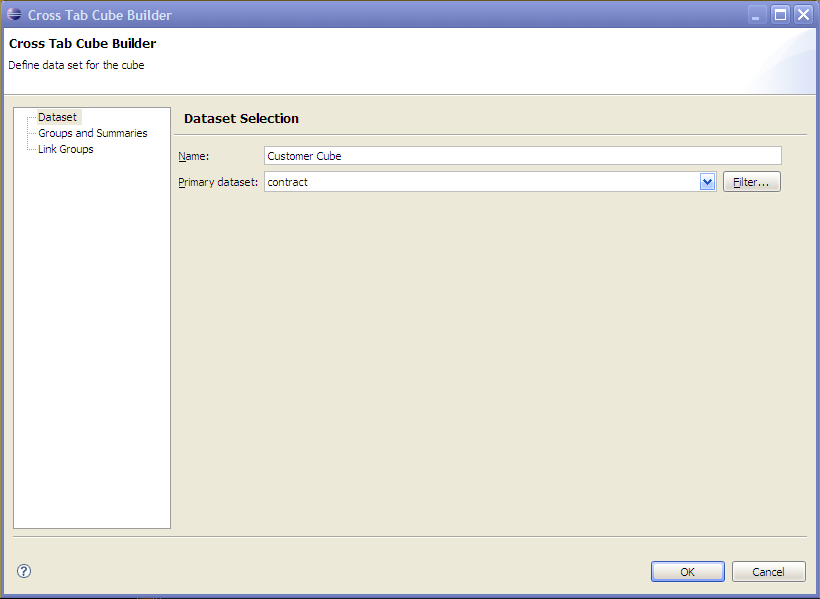 Cross Tab Cube Builder
Cross Tab Cube Builder
Define data set for the cube
Dataset
Groups and Summaries
Link Groups
Dataset Selection
Name: Customer Cube
Primary dataset: contract Filter...
?
OK Cancel